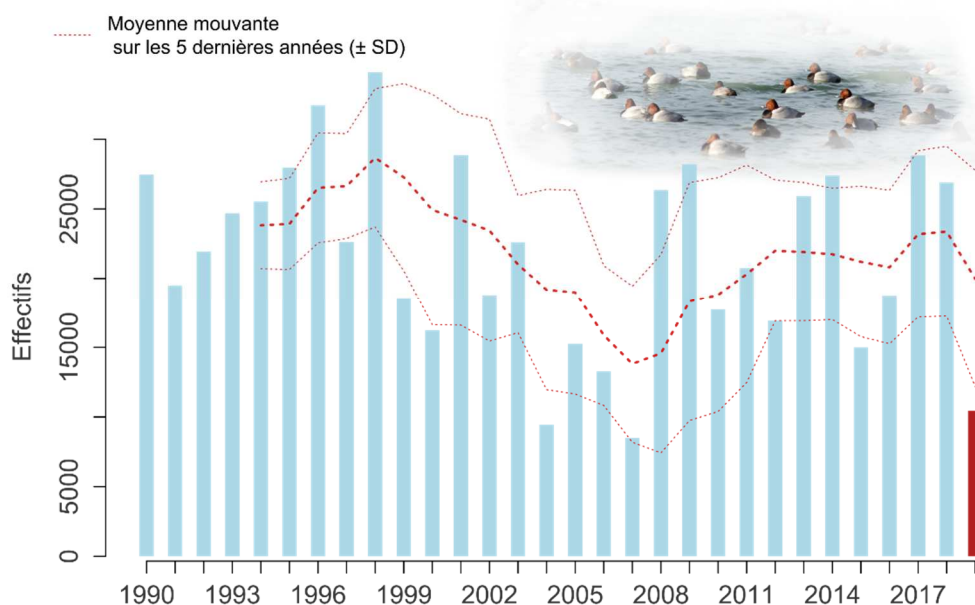 Moyenne mouvante
sur les 5 dernières années (± SD)
Effectifs
25000
15000
5000
0
1990 1993 1996 1999 2002 2005 2008 2011 2014 2017